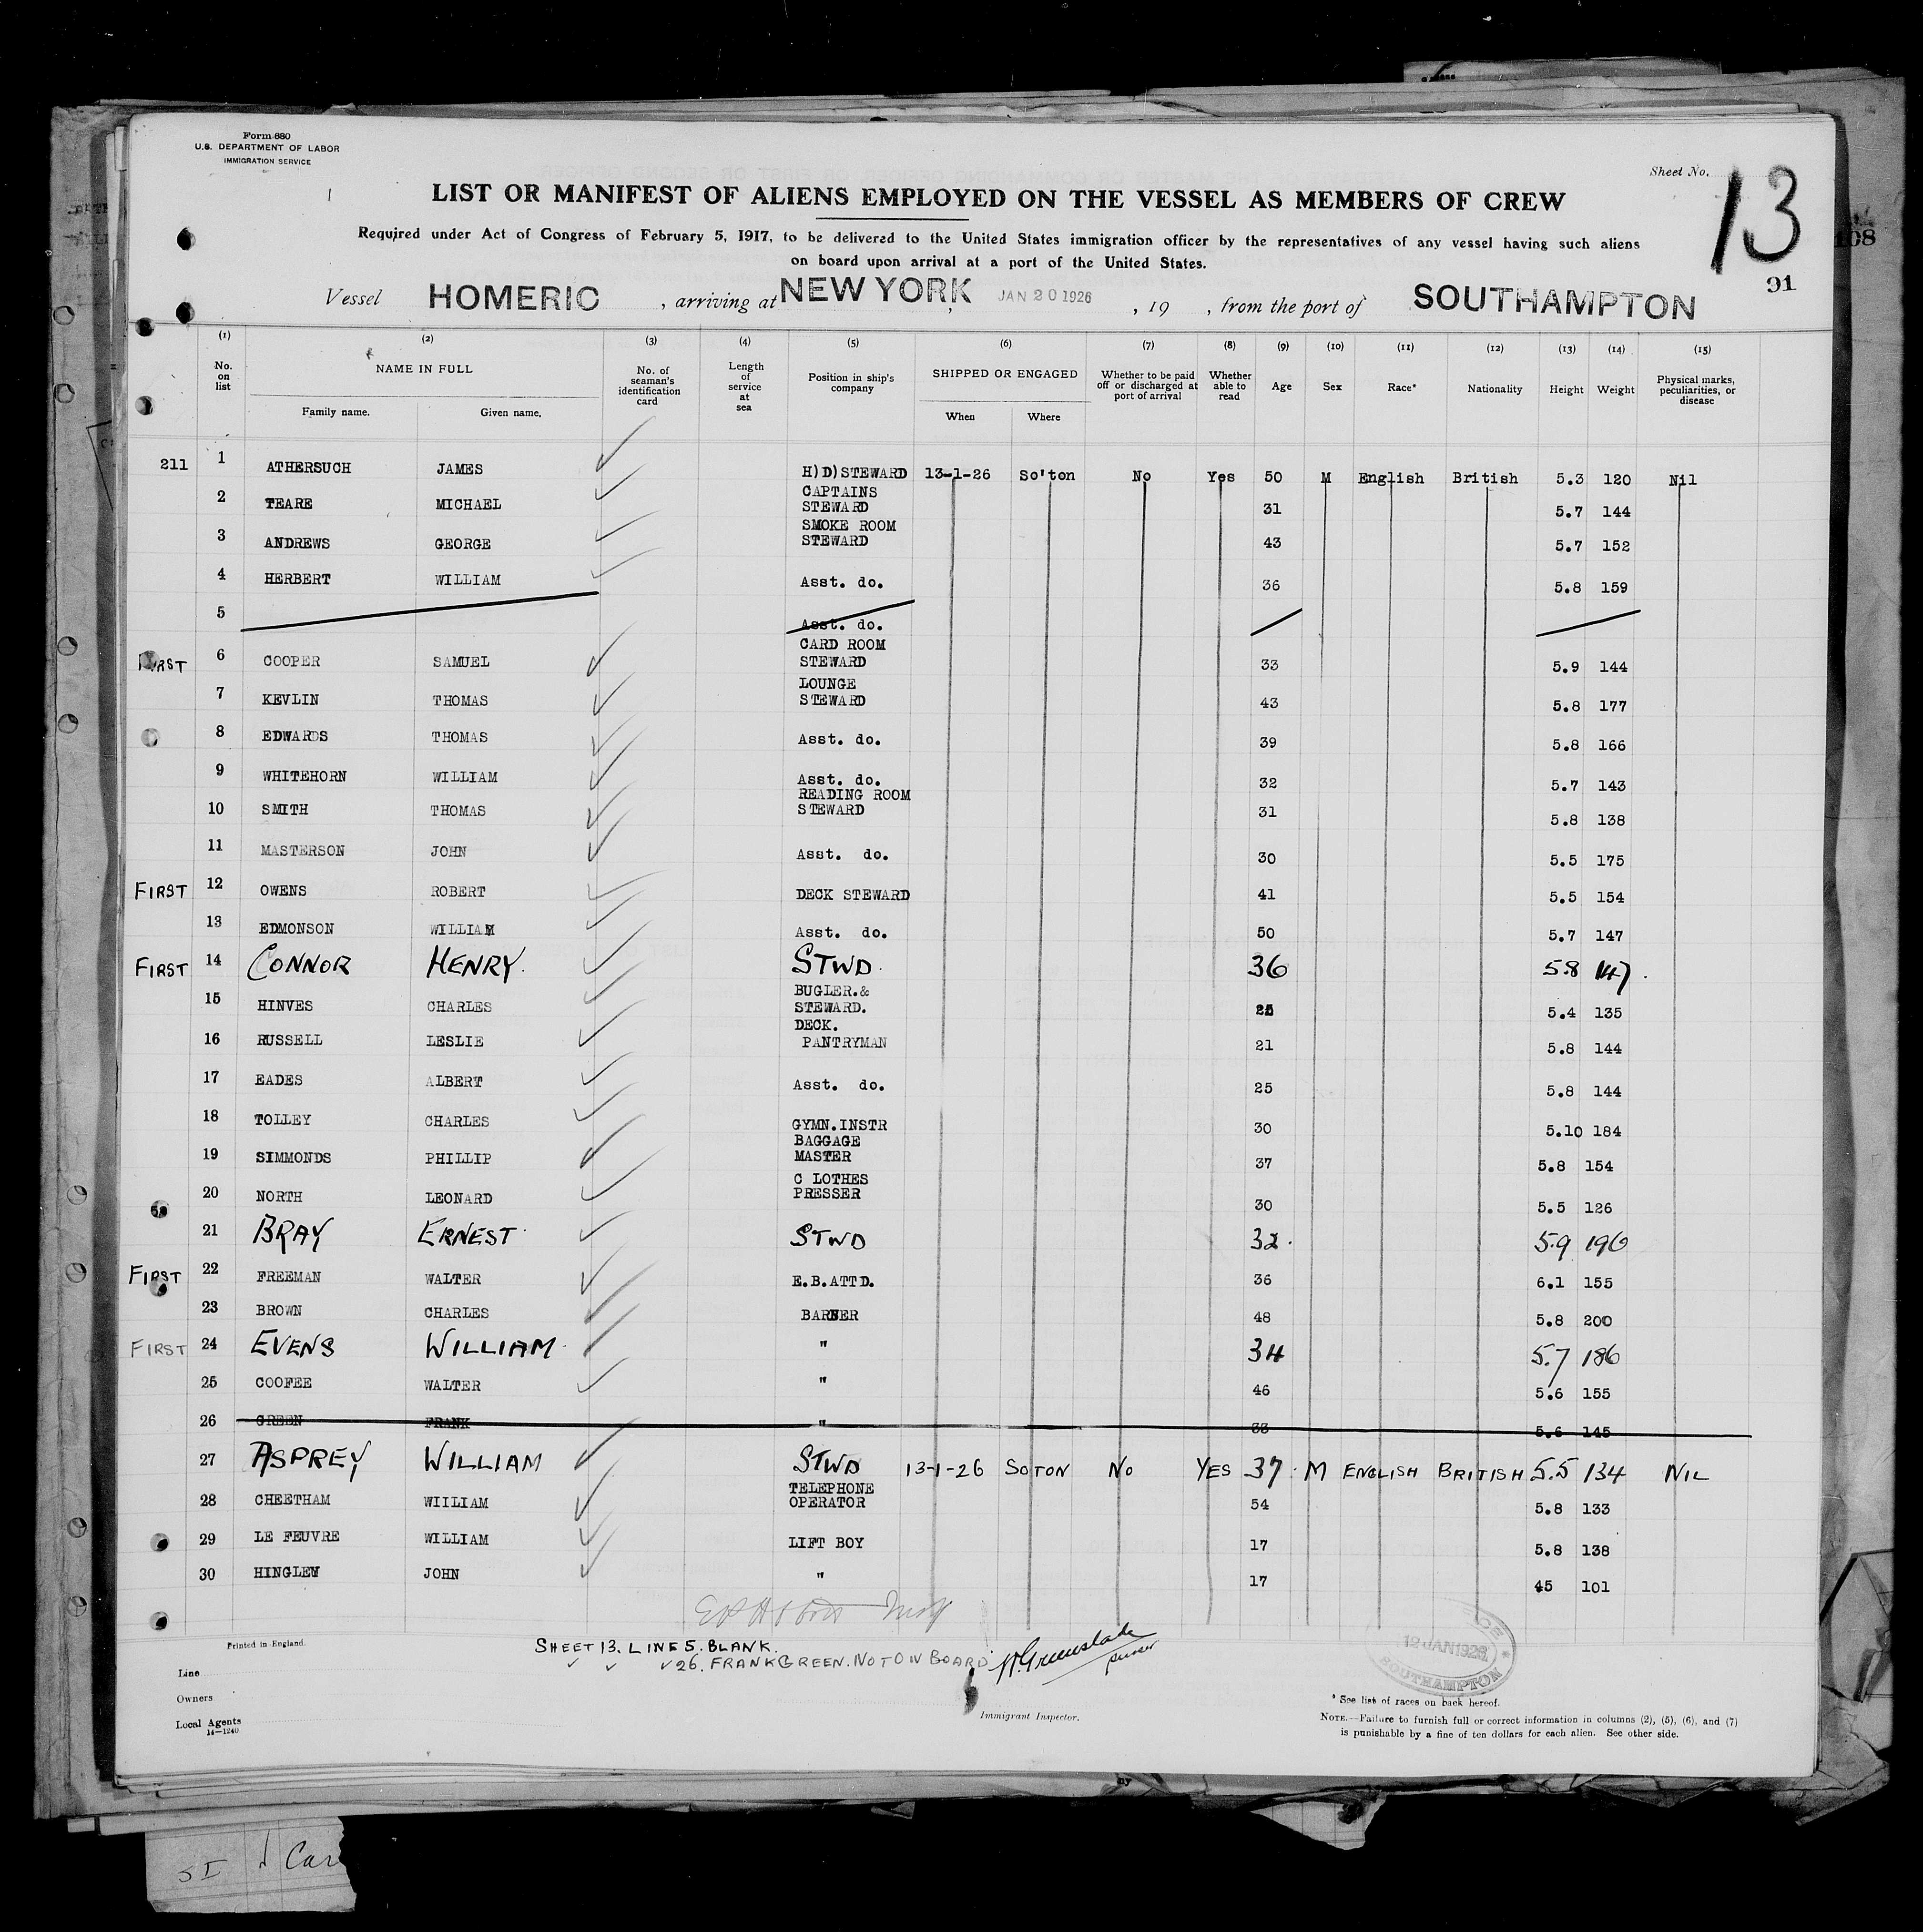 Form 680
U.S. DEPARTMENT OF LABOR
IMMIGRATION SERVICE
Sheet No. 13
LIST OR MANIFEST OF ALIENS EMPLOYED ON THE VESSEL AS MEMBERS OF CREW
Required under Act of Congress of February 5, 1917, to be delivered to the United States immigration officer by the representatives of any vessel having such aliens
on board upon arrival at a port of the United States.
108
91
Vessel HOMERIC , arriving at NEW YORK JAN 20 1926 , 19 , from the port of SOUTHAMPTON
(1) (2) (3) (4) (5) (6) (7) (8) (9) (10) (11) (12) (13) (14) (15)
No. on list
NAME IN FULL
Family name. Given name.
No. of seaman's identification card
Length of service at sea
Position in ship's company
SHIPPED OR ENGAGED
When Where
Whether to be paid off or discharged at port of arrival
Whether able to read
Age Sex Race* Nationality Height Weight
Physical marks, peculiarities, or disease
211 1 ATHERSUCH JAMES H)D)STEWARD 13-1-26 So'ton No Yes 50 M English British 5.3 120 Nil
2 TEARE MICHAEL CAPTAINS STEWARD 31 5.7 144
3 ANDREWS GEORGE SMOKE ROOM STEWARD 43 5.7 152
4 HERBERT WILLIAM Asst. do. 36 5.8 159
5 Asst. do.
FIRST 6 COOPER SAMUEL CARD ROOM STEWARD 33 5.9 144
7 KEVLIN THOMAS LOUNGE STEWARD 43 5.8 177
8 EDWARDS THOMAS Asst. do. 39 5.8 166
9 WHITEHORN WILLIAM Asst. do. 32 5.7 143
10 SMITH THOMAS READING ROOM STEWARD 31 5.8 138
11 MASTERSON JOHN Asst. do. 30 5.5 175
FIRST 12 OWENS ROBERT DECK STEWARD 41 5.5 154
13 EDMONSON WILLIAM Asst. do. 50 5.7 147
FIRST 14 CONNOR HENRY. STWD. 36 5.8 147.
15 HINVES CHARLES BUGLER.& STEWARD. 5.4 135
16 RUSSELL LESLIE DECK. PANTRYMAN 21 5.8 144
17 EADES ALBERT Asst. do. 25 5.8 144
18 TOLLEY CHARLES GYMN.INSTR 30 5.10 184
19 SIMMONDS PHILLIP BAGGAGE MASTER 37 5.8 154
20 NORTH LEONARD C LOTHES PRESSER 30 5.5 126
21 BRAY ERNEST. STWD 32. 5.9 190
FIRST 22 FREEMAN WALTER E.B.ATTD. 36 6.1 155
23 BROWN CHARLES BARBER 48 5.8 200
FIRST 24 EVENS WILLIAM. " 34 5.7 186
25 COOFEE WALTER " 46 5.6 155
26 GREEN FRANK " 33 5.6 145
27 ASPREY WILLIAM STWD 13-1-26 SOTON NO YES 37. M ENGLISH BRITISH 5.5 134 NIL
28 CHEETHAM WIILIAM TELEPHONE OPERATOR 54 5.8 133
29 LE FEUVRE WILLIAM LIFT BOY 17 5.8 138
30 HINGLEY JOHN " 17 45 101
Printed in England.
SHEET 13. LINE 5. BLANK.
26. FRANK GREEN. NOT ON BOARD.
Greenslade
purser
12 JAN 1926
SOUTHAMPTON
Line
Owners
Local Agents
14—1240
Immigrant Inspector.
* See list of races on back hereof.
NOTE.—Failure to furnish full or correct information in columns (2), (5), (6), and (7)
is punishable by a fine of ten dollars for each alien. See other side.
S I Car